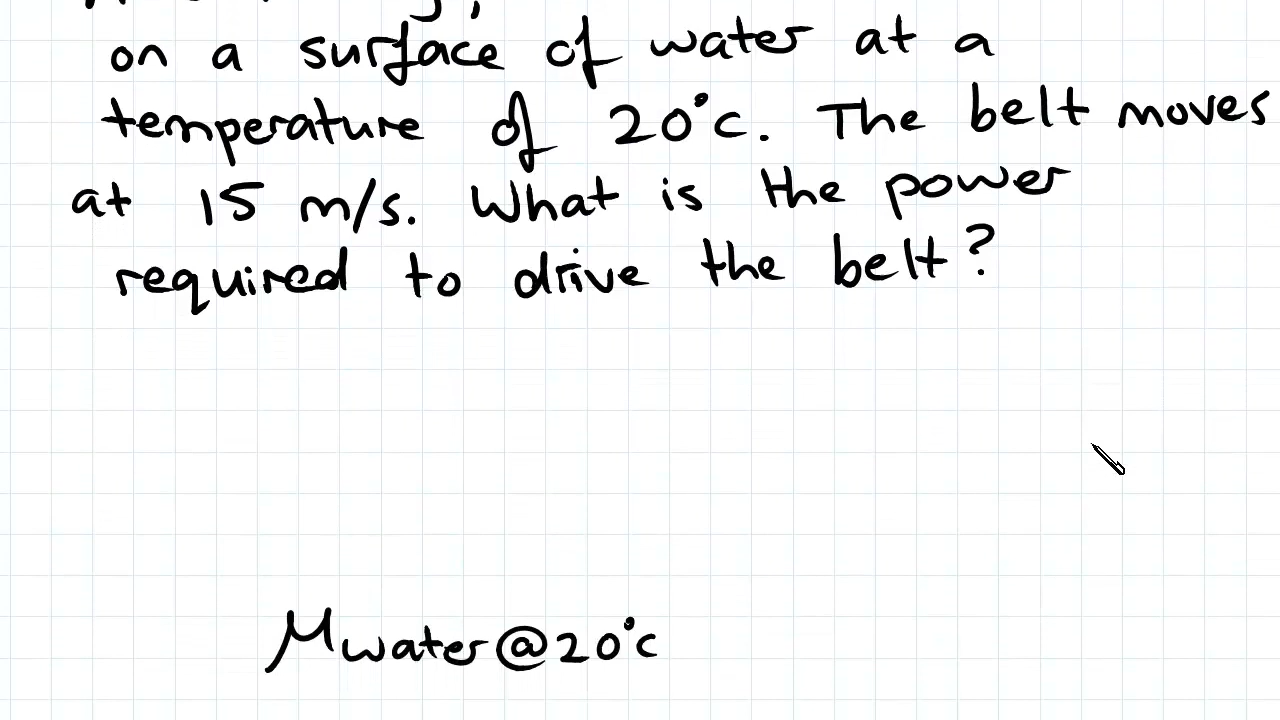 on a surface of water at a
temperature of 20°C. The belt moves
at 15 m/s. What is the power
required to drive the belt?
μwater@20°C